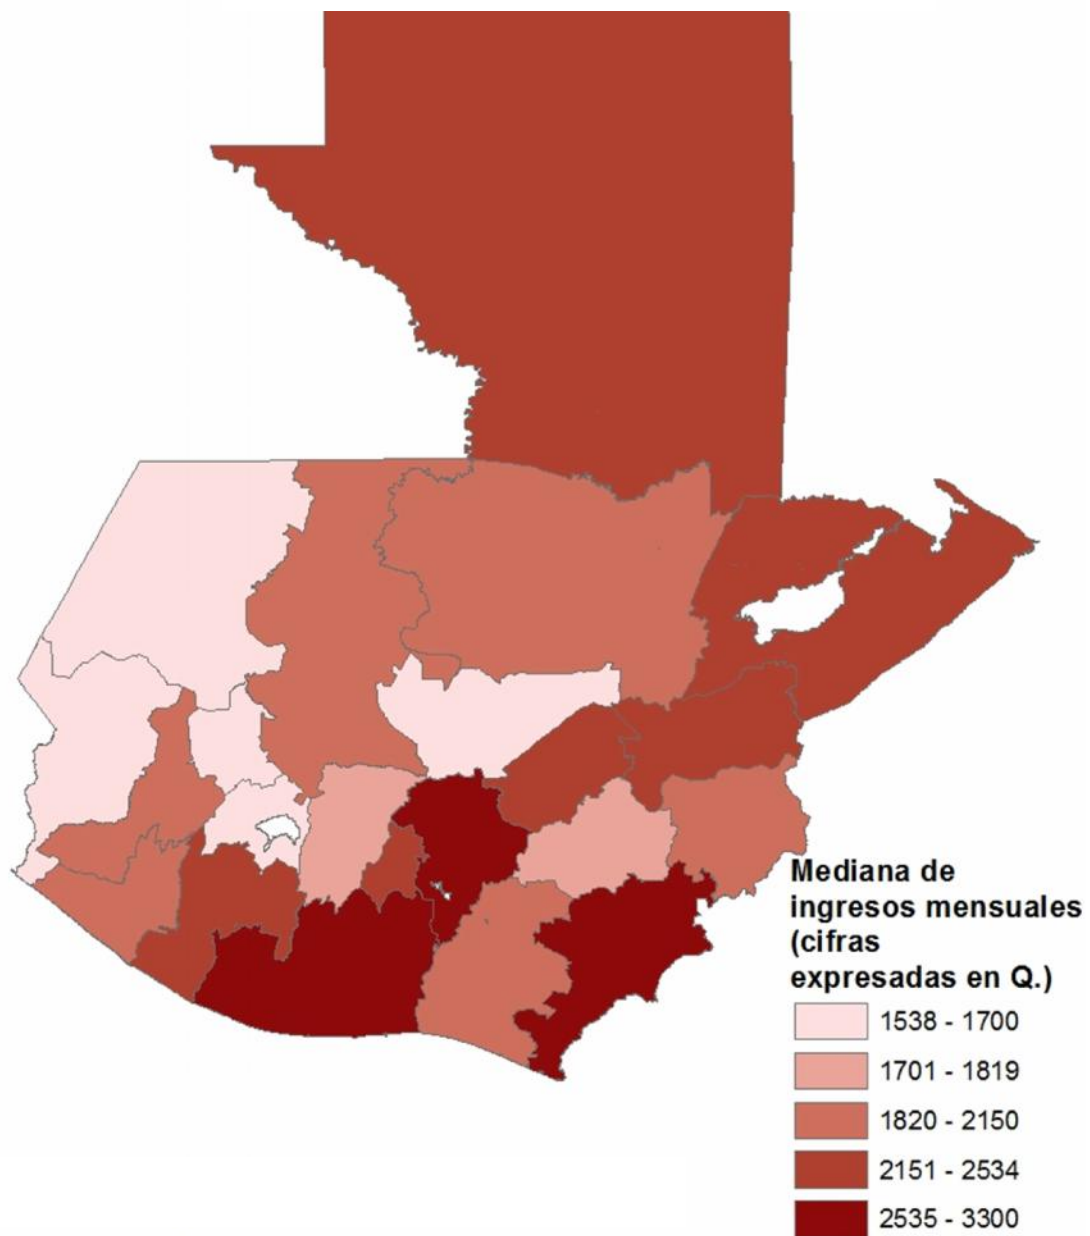 Mediana de
ingresos mensuales
(cifras
expresadas en Q.)
1538 - 1700
1701 - 1819
1820 - 2150
2151 - 2534
2535 - 3300